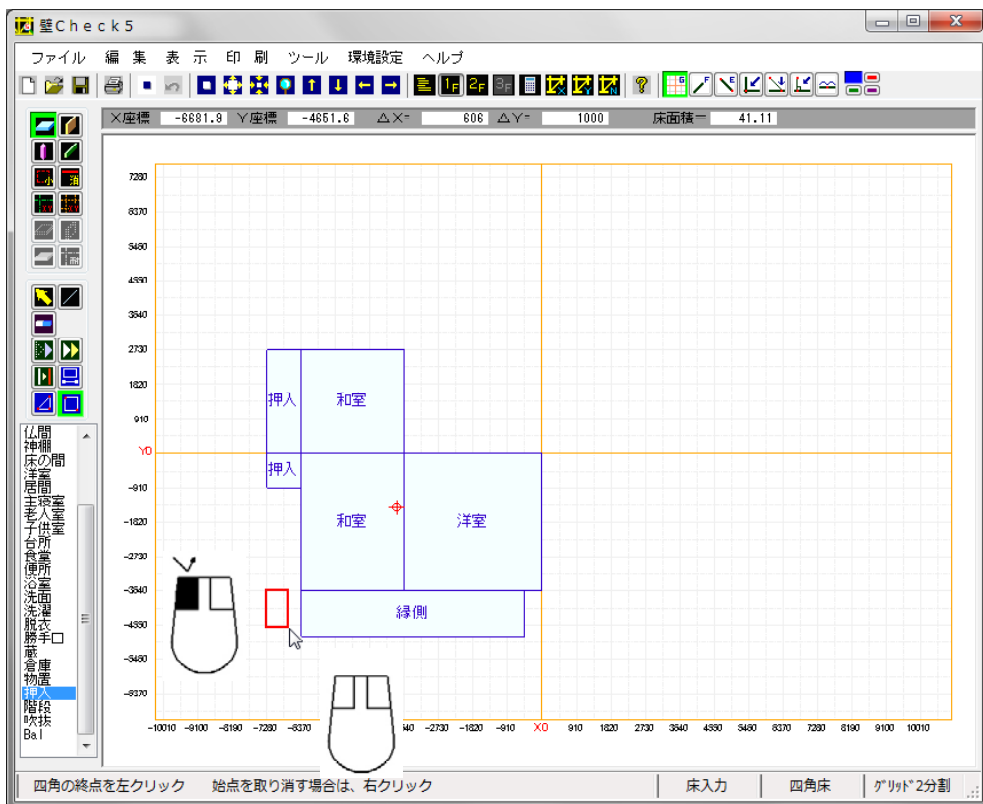 壁Check5
ファイル 編集 表示 印刷 ツール 環境設定 ヘルプ
1F 2F 3F X Y N ? G F E
X座標 -6681.9 Y座標 -4651.6 △X= 606 △Y= 1000 床面積= 41.11
小 消
7280
6370
5460
4550
3640
2730
1820
910
Y0
-910
-1820
-2730
-3640
-4550
-5460
-6370
押入 和室
押入
和室 洋室
縁側
-10010 -9100 -8190 -7280 -6370 -2730 -1820 -910 X0 910 1820 2730 3640 4550 5460 6370 7280 8190 9100 10010
仏間
神棚
床の間
洋室
居間
主寝室
老人室
子供室
台所
食堂
便所
浴室
洗面
洗濯
脱衣
勝手口
蔵
倉庫
物置
押入
階段
吹抜
Bal
四角の終点を左クリック 始点を取り消す場合は、右クリック 床入力 四角床 グリッド2分割